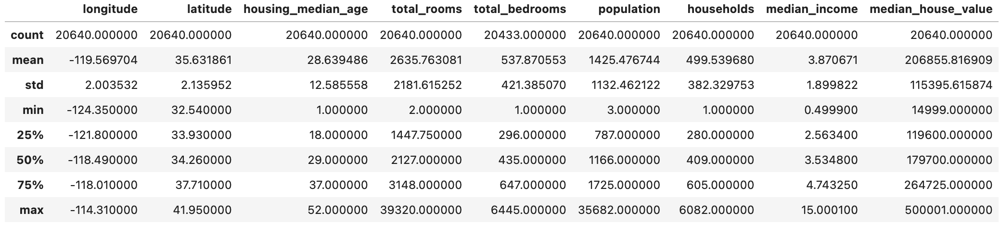 longitude latitude housing_median_age total_rooms total_bedrooms population households median_income median_house_value
count 20640.000000 20640.000000 20640.000000 20640.000000 20433.000000 20640.000000 20640.000000 20640.000000 20640.000000
mean -119.569704 35.631861 28.639486 2635.763081 537.870553 1425.476744 499.539680 3.870671 206855.816909
std 2.003532 2.135952 12.585558 2181.615252 421.385070 1132.462122 382.329753 1.899822 115395.615874
min -124.350000 32.540000 1.000000 2.000000 1.000000 3.000000 1.000000 0.499900 14999.000000
25% -121.800000 33.930000 18.000000 1447.750000 296.000000 787.000000 280.000000 2.563400 119600.000000
50% -118.490000 34.260000 29.000000 2127.000000 435.000000 1166.000000 409.000000 3.534800 179700.000000
75% -118.010000 37.710000 37.000000 3148.000000 647.000000 1725.000000 605.000000 4.743250 264725.000000
max -114.310000 41.950000 52.000000 39320.000000 6445.000000 35682.000000 6082.000000 15.000100 500001.000000